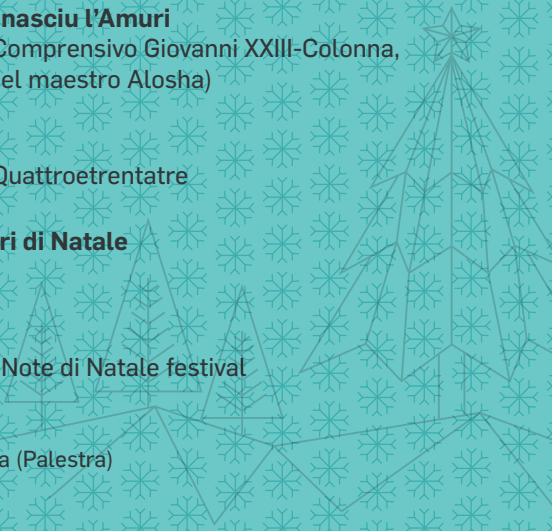 nasciu l'Amuri
Comprensivo Giovanni XXIII-Colonna,
el maestro Alosha)
Quattroetrentatre
ri di Natale
Note di Natale festival
a (Palestra)